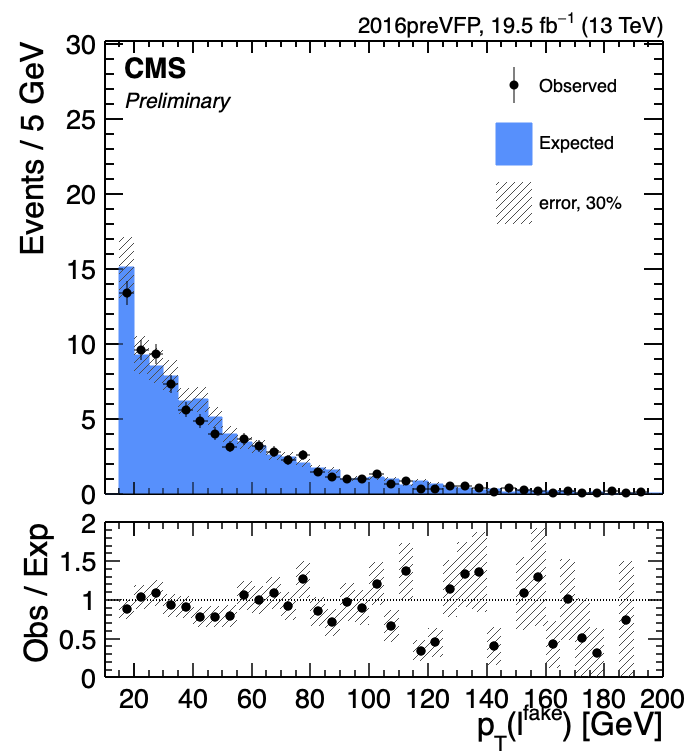 2016preVFP, 19.5 fb⁻¹ (13 TeV)
CMS
Preliminary
Observed
Expected
error, 30%
Events / 5 GeV
30
25
20
15
10
5
0
Obs / Exp
2
1.5
1
0.5
0
20 40 60 80 100 120 140 160 180 200
p_T(l^fake) [GeV]